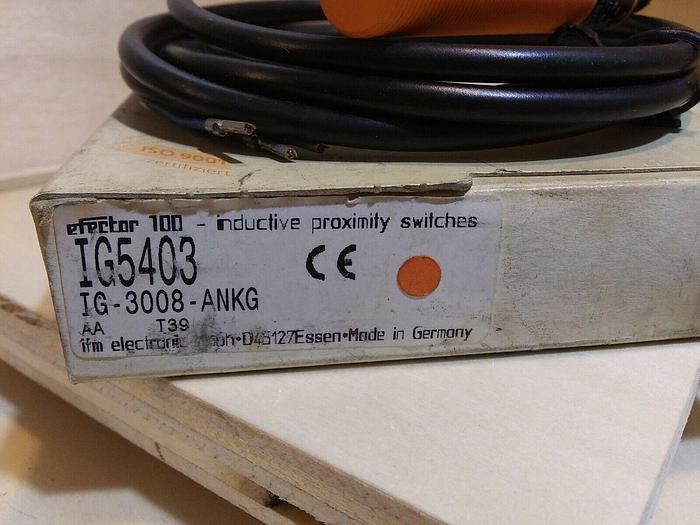 ISO 9001
zertifiziert
efector 100 - inductive proximity switches
IG5403
CE
IG-3008-ANKG
AA T39
ifm electronic •D45127Essen•Made in Germany